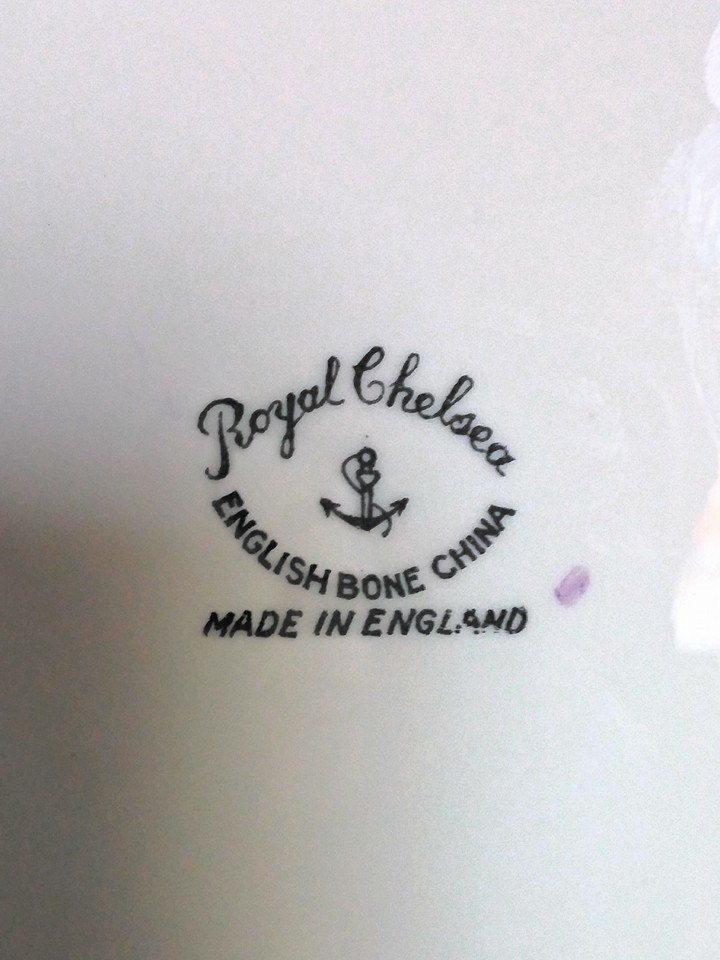 Royal Chelsea
ENGLISH BONE CHINA
MADE IN ENGLAND